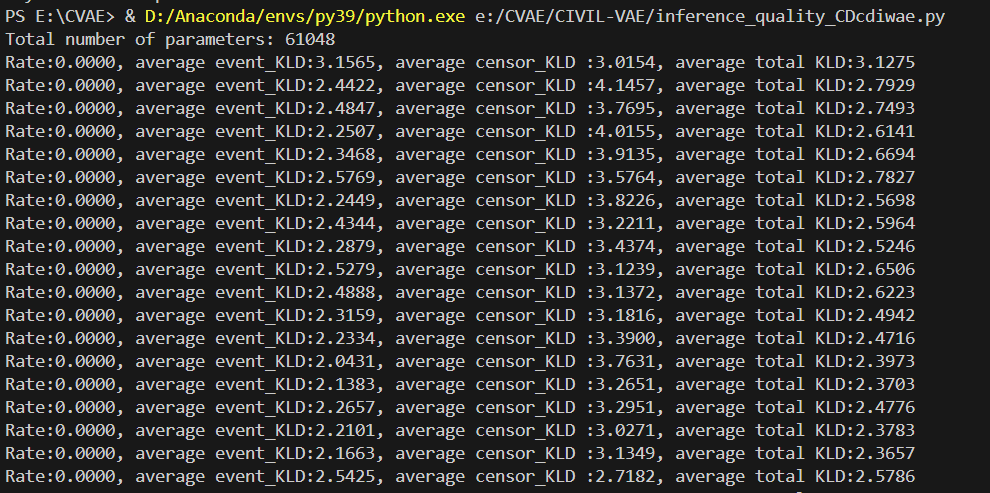 PS E:\CVAE> & D:/Anaconda/envs/py39/python.exe e:/CVAE/CIVIL-VAE/inference_quality_CDcdiwae.py
Total number of parameters: 61048
Rate:0.0000, average event_KLD:3.1565, average censor_KLD :3.0154, average total KLD:3.1275
Rate:0.0000, average event_KLD:2.4422, average censor_KLD :4.1457, average total KLD:2.7929
Rate:0.0000, average event_KLD:2.4847, average censor_KLD :3.7695, average total KLD:2.7493
Rate:0.0000, average event_KLD:2.2507, average censor_KLD :4.0155, average total KLD:2.6141
Rate:0.0000, average event_KLD:2.3468, average censor_KLD :3.9135, average total KLD:2.6694
Rate:0.0000, average event_KLD:2.5769, average censor_KLD :3.5764, average total KLD:2.7827
Rate:0.0000, average event_KLD:2.2449, average censor_KLD :3.8226, average total KLD:2.5698
Rate:0.0000, average event_KLD:2.4344, average censor_KLD :3.2211, average total KLD:2.5964
Rate:0.0000, average event_KLD:2.2879, average censor_KLD :3.4374, average total KLD:2.5246
Rate:0.0000, average event_KLD:2.5279, average censor_KLD :3.1239, average total KLD:2.6506
Rate:0.0000, average event_KLD:2.4888, average censor_KLD :3.1372, average total KLD:2.6223
Rate:0.0000, average event_KLD:2.3159, average censor_KLD :3.1816, average total KLD:2.4942
Rate:0.0000, average event_KLD:2.2334, average censor_KLD :3.3900, average total KLD:2.4716
Rate:0.0000, average event_KLD:2.0431, average censor_KLD :3.7631, average total KLD:2.3973
Rate:0.0000, average event_KLD:2.1383, average censor_KLD :3.2651, average total KLD:2.3703
Rate:0.0000, average event_KLD:2.2657, average censor_KLD :3.2951, average total KLD:2.4776
Rate:0.0000, average event_KLD:2.2101, average censor_KLD :3.0271, average total KLD:2.3783
Rate:0.0000, average event_KLD:2.1663, average censor_KLD :3.1349, average total KLD:2.3657
Rate:0.0000, average event_KLD:2.5425, average censor_KLD :2.7182, average total KLD:2.5786